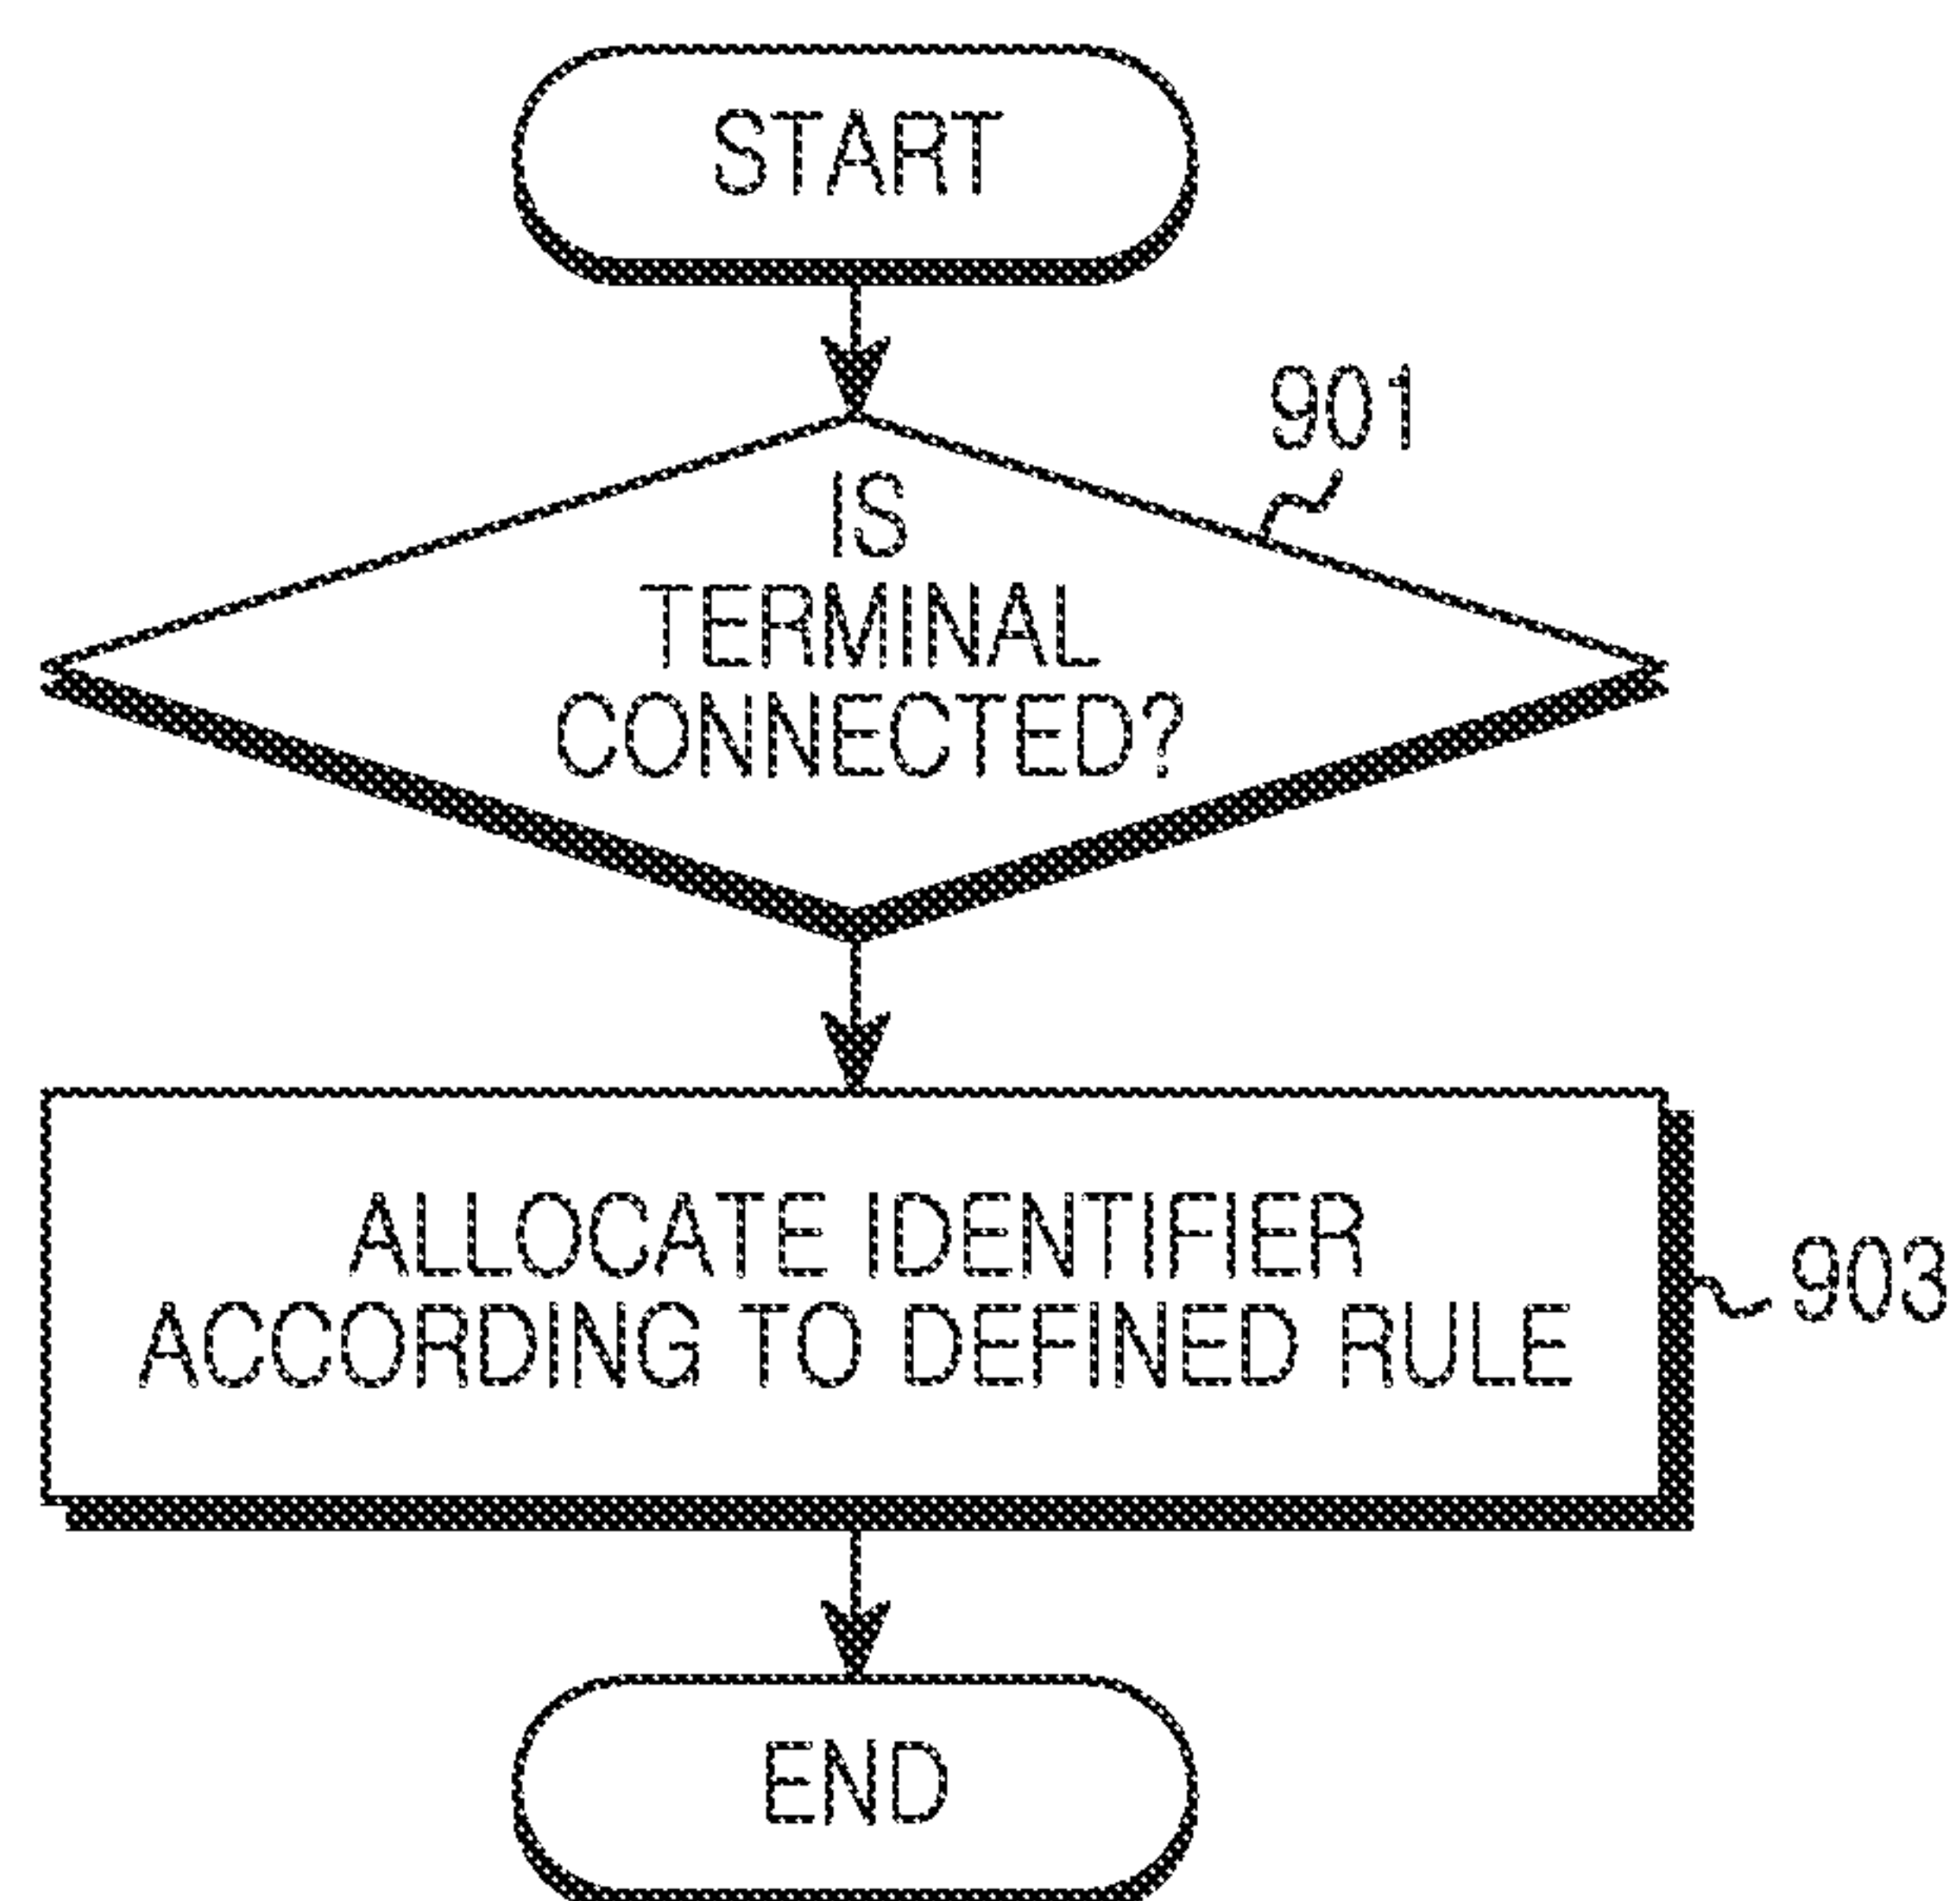 START
901
IS
TERMINAL
CONNECTED?
ALLOCATE IDENTIFIER
ACCORDING TO DEFINED RULE
903
END